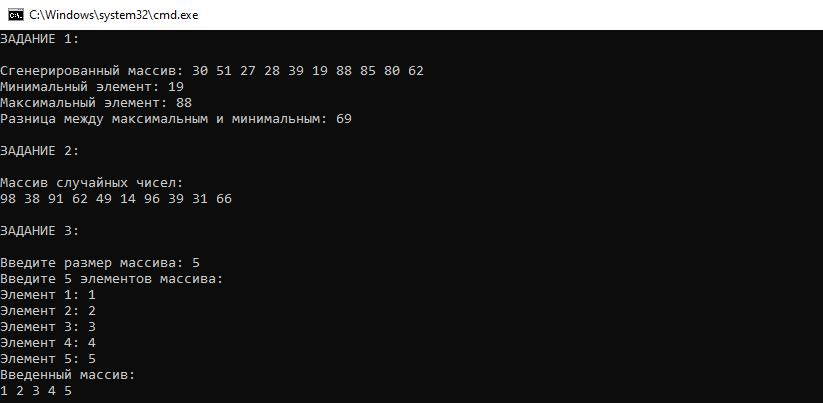 C:\Windows\system32\cmd.exe
ЗАДАНИЕ 1:
Сгенерированный массив: 30 51 27 28 39 19 88 85 80 62
Минимальный элемент: 19
Максимальный элемент: 88
Разница между максимальным и минимальным: 69
ЗАДАНИЕ 2:
Массив случайных чисел:
98 38 91 62 49 14 96 39 31 66
ЗАДАНИЕ 3:
Введите размер массива: 5
Введите 5 элементов массива:
Элемент 1: 1
Элемент 2: 2
Элемент 3: 3
Элемент 4: 4
Элемент 5: 5
Введенный массив:
1 2 3 4 5